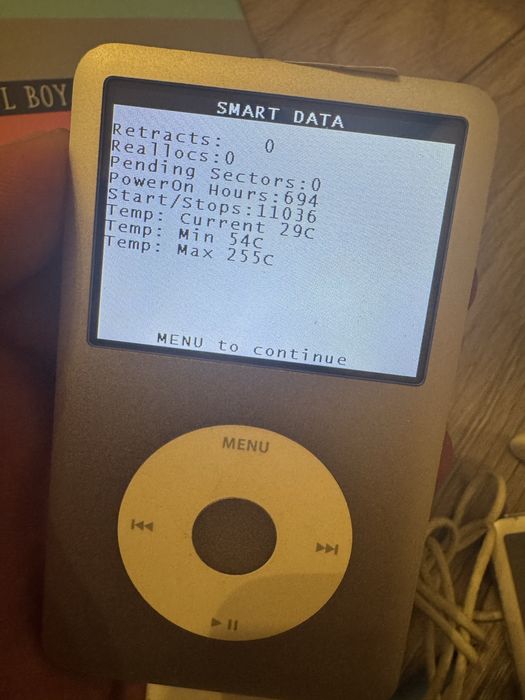 L BOY
SMART DATA
Retracts: 0
Reallocs:0
Pending Sectors:0
PowerOn Hours:694
Start/Stops:11036
Temp: Current 29c
Temp: Min 54c
Temp: Max 255c
MENU to continue
MENU